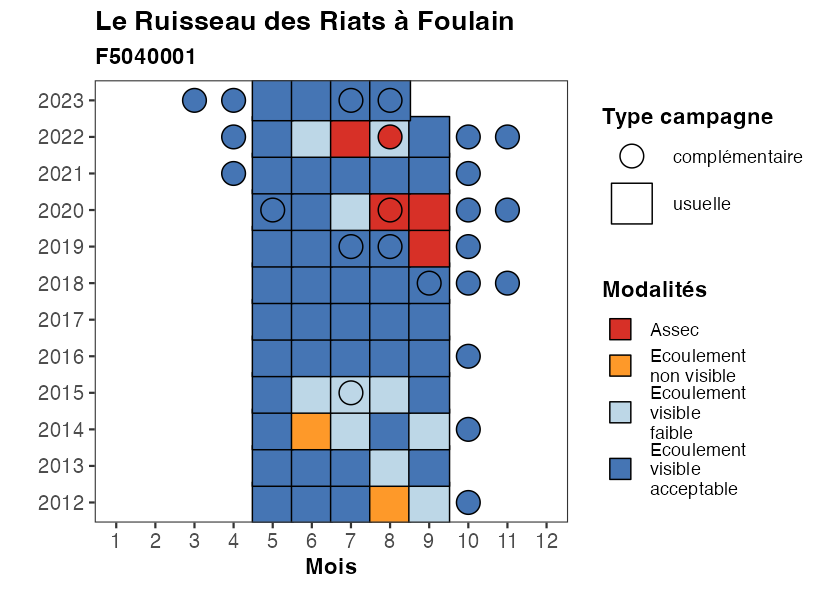 Le Ruisseau des Riats à Foulain
F5040001
2023
2022
2021
2020
2019
2018
2017
2016
2015
2014
2013
2012
1 2 3 4 5 6 7 8 9 10 11 12
Mois
Type campagne
complémentaire
usuelle
Modalités
Assec
Ecoulement
non visible
Ecoulement
visible
faible
Ecoulement
visible
acceptable